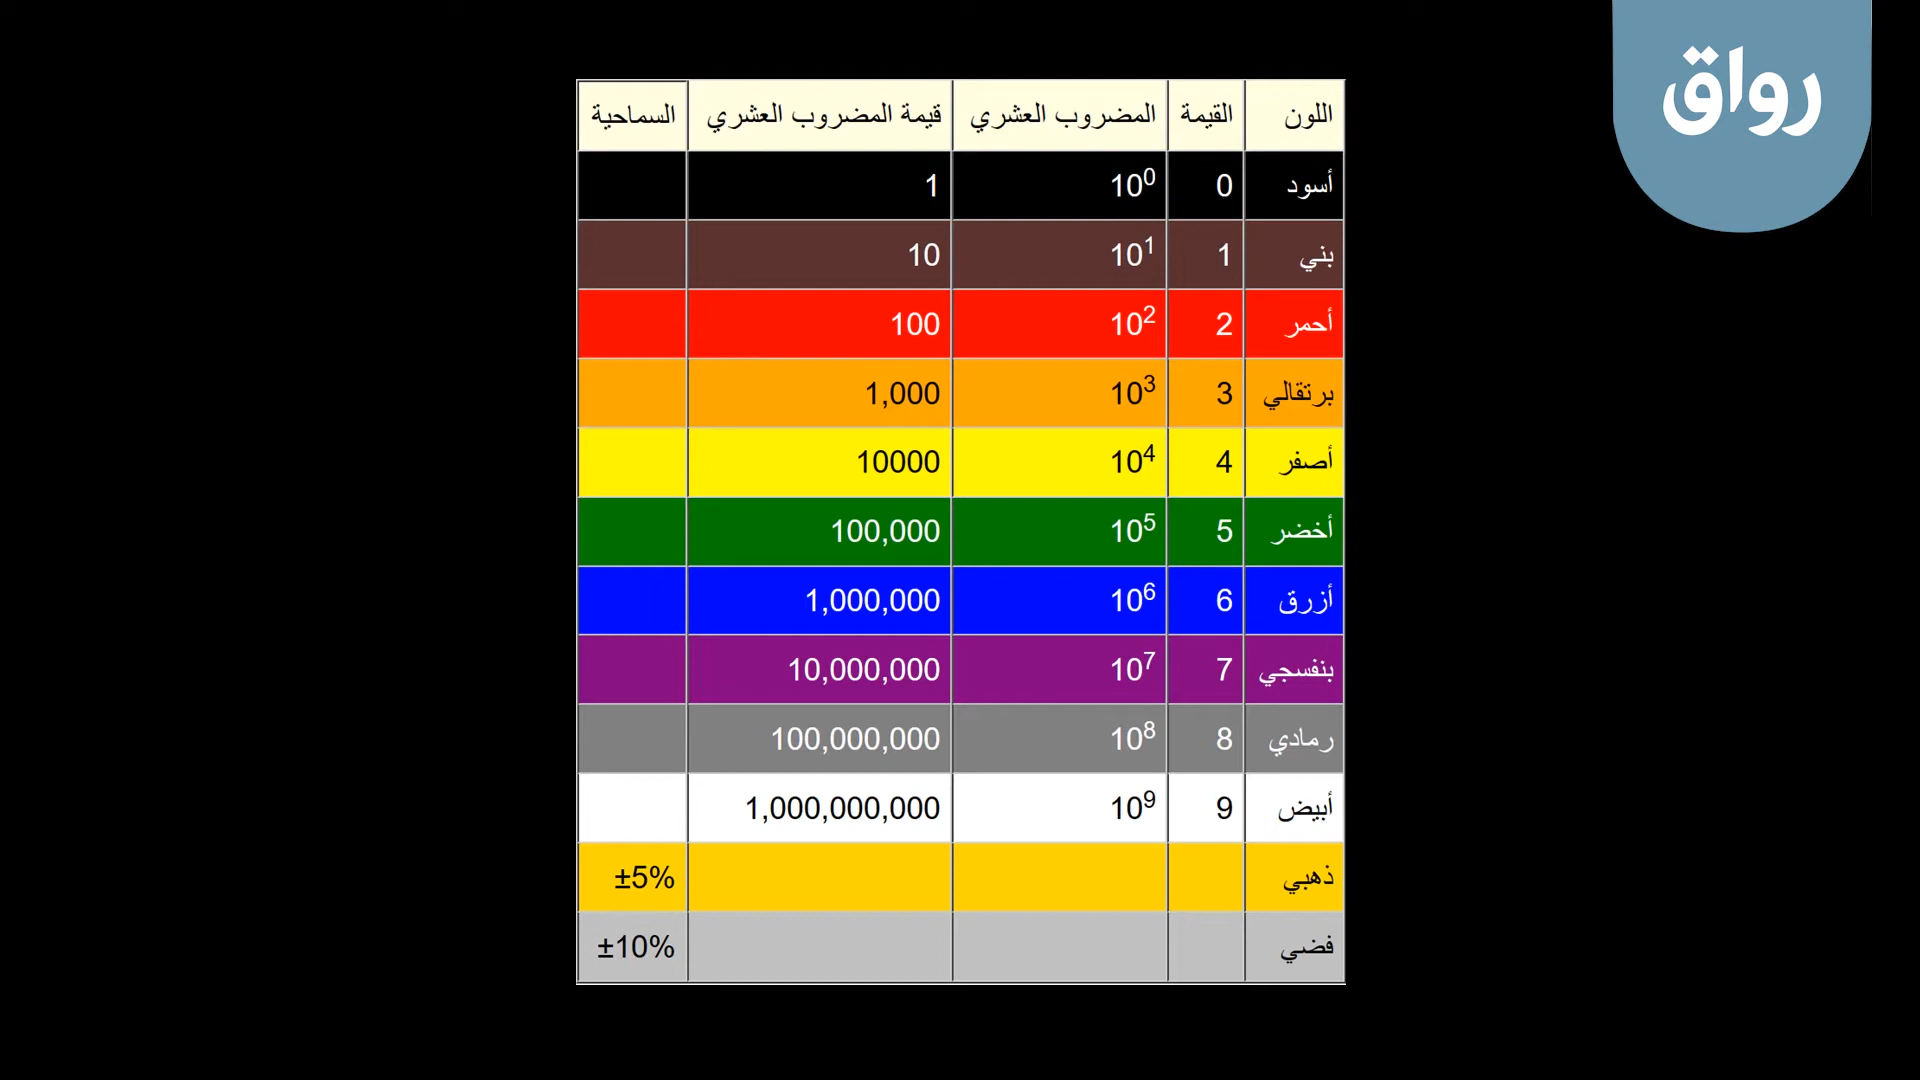 رواق
اللون القيمة المضروب العشري قيمة المضروب العشري السماحية
أسود 0 10⁰ 1
بني 1 10¹ 10
أحمر 2 10² 100
برتقالي 3 10³ 1,000
أصفر 4 10⁴ 10000
أخضر 5 10⁵ 100,000
أزرق 6 10⁶ 1,000,000
بنفسجي 7 10⁷ 10,000,000
رمادي 8 10⁸ 100,000,000
أبيض 9 10⁹ 1,000,000,000
ذهبي ±5%
فضي ±10%